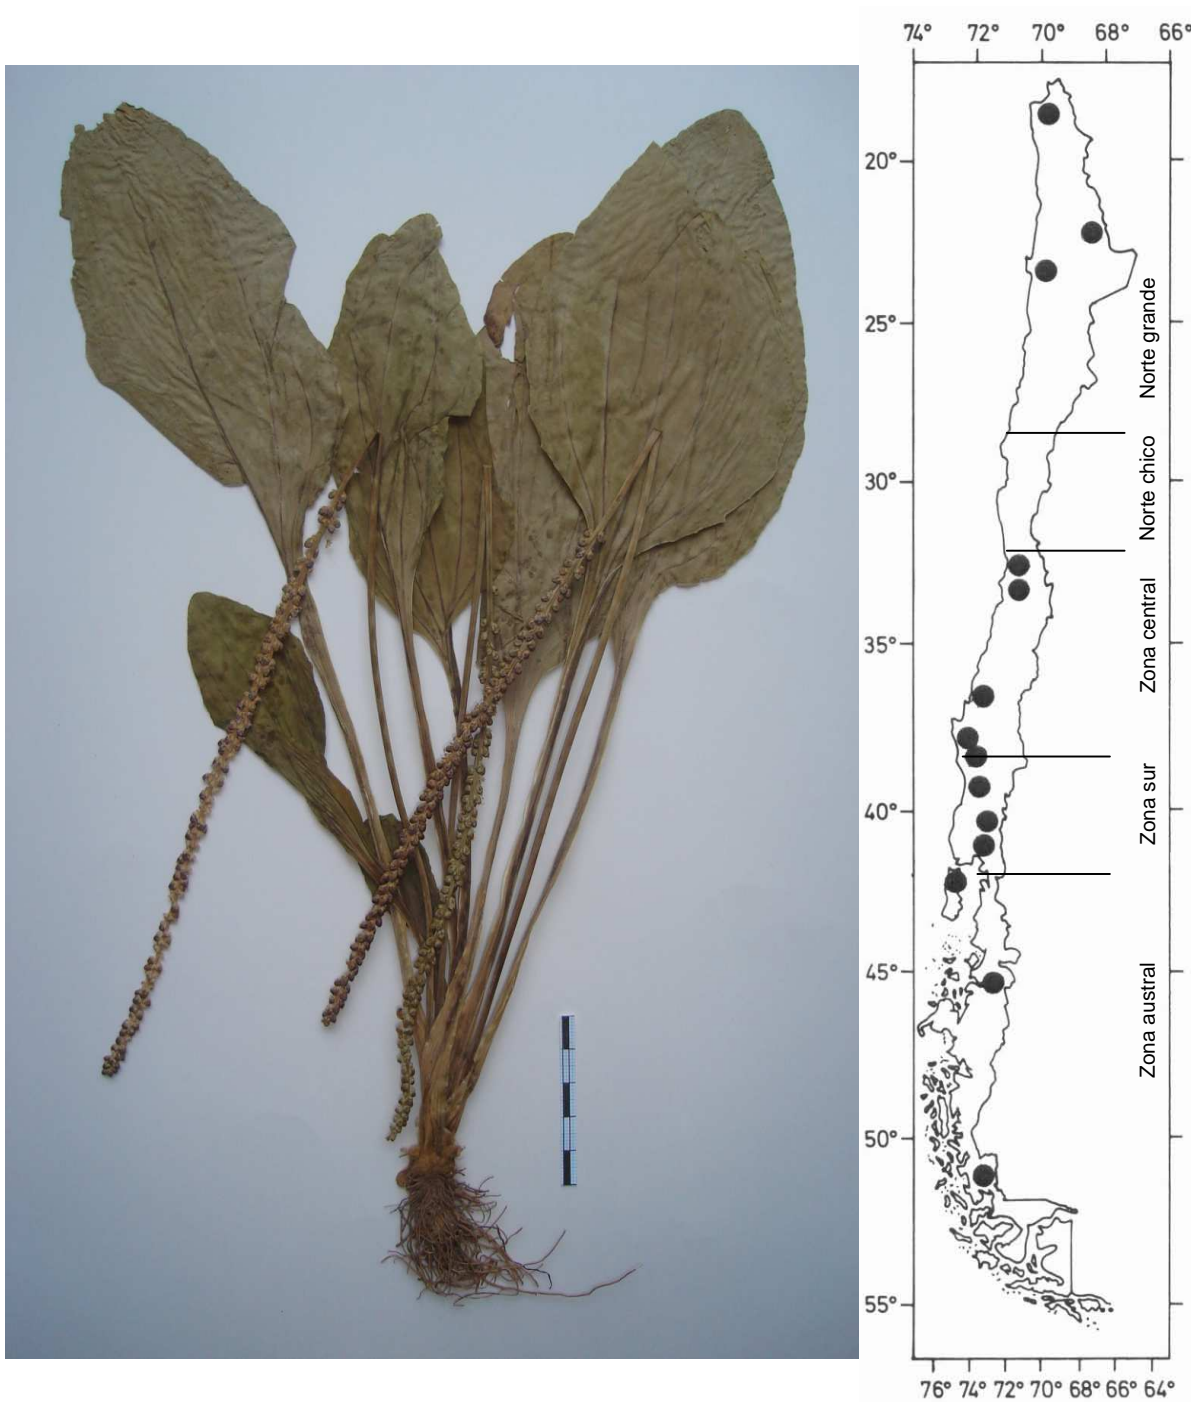 74° 72° 70° 68° 66°
20°
25°
30°
35°
40°
45°
50°
55°
Norte grande
Norte chico
Zona central
Zona sur
Zona austral
76° 74° 72° 70° 68° 66° 64°